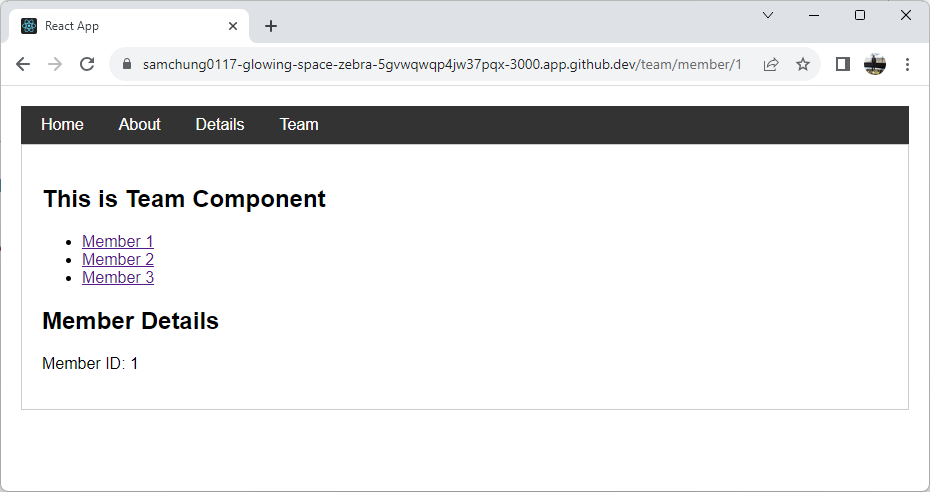 React App
samchung0117-glowing-space-zebra-5gvwqwqp4jw37pqx-3000.app.github.dev/team/member/1
Home About Details Team
This is Team Component
Member 1
Member 2
Member 3
Member Details
Member ID: 1